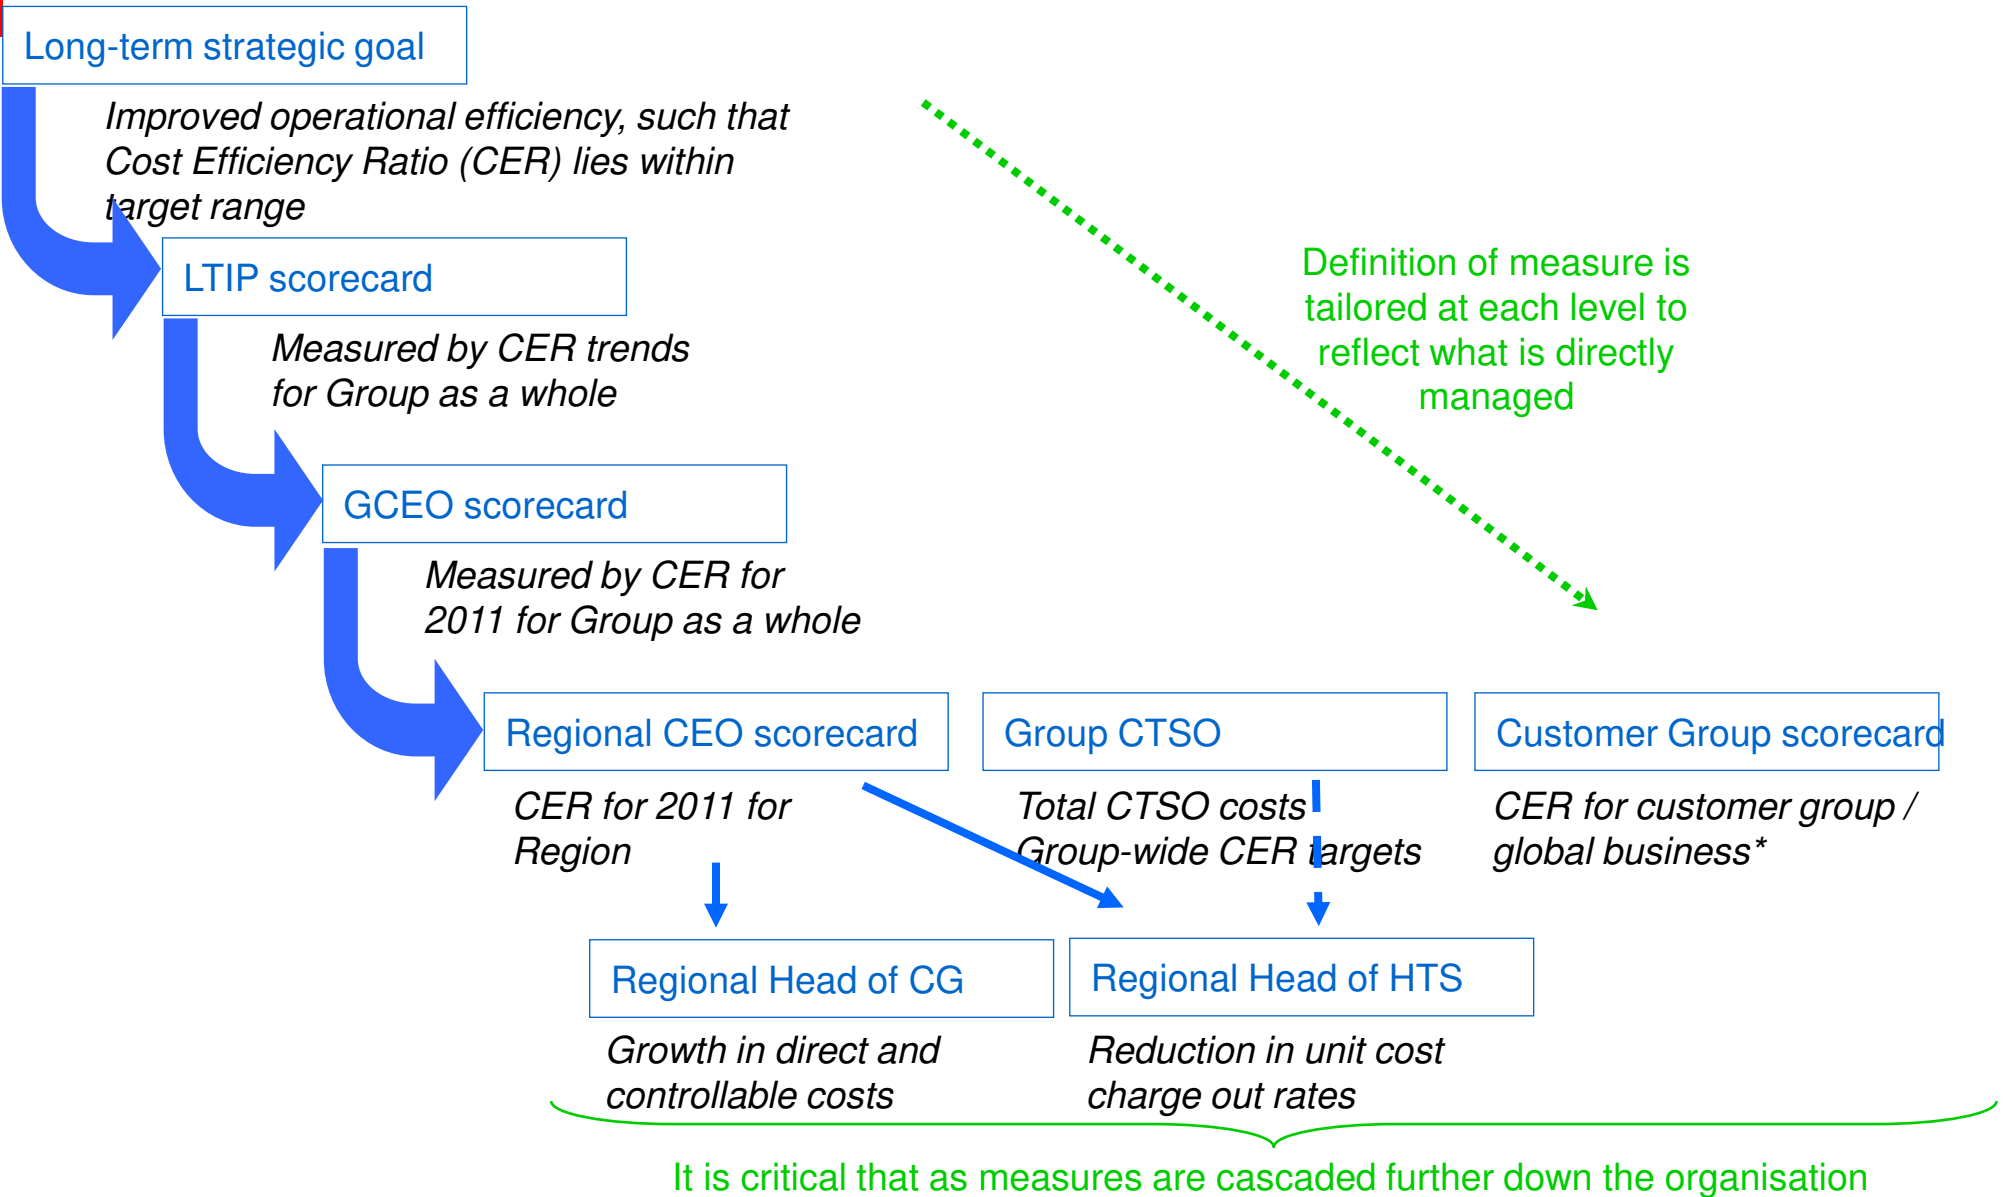 Long-term strategic goal
Improved operational efficiency, such that
Cost Efficiency Ratio (CER) lies within
target range
LTIP scorecard
Definition of measure is
tailored at each level to
reflect what is directly
managed
Measured by CER trends
for Group as a whole
GCEO scorecard
Measured by CER for
2011 for Group as a whole
Regional CEO scorecard
Group CTSO
Customer Group scorecard
CER for 2011 for
Region
Total CTSO costs
Group-wide CER targets
CER for customer group /
global business*
Regional Head of CG
Regional Head of HTS
Growth in direct and
controllable costs
Reduction in unit cost
charge out rates
It is critical that as measures are cascaded further down the organisation